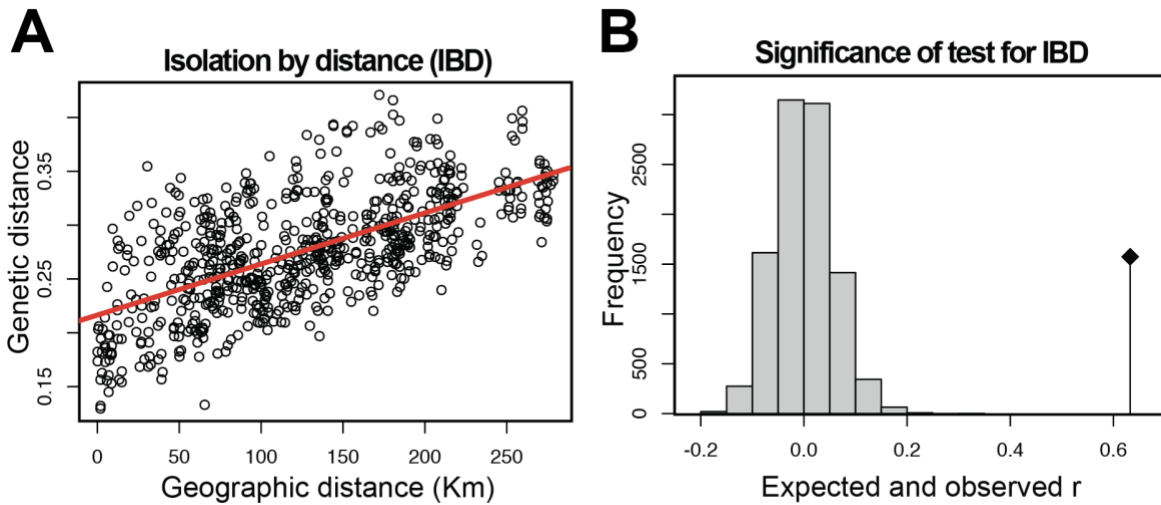 A
Isolation by distance (IBD)
Genetic distance
0.35
0.25
0.15
0 50 100 150 200 250
Geographic distance (Km)
B
Significance of test for IBD
Frequency
2500
1500
500
0
-0.2 0.0 0.2 0.4 0.6
Expected and observed r